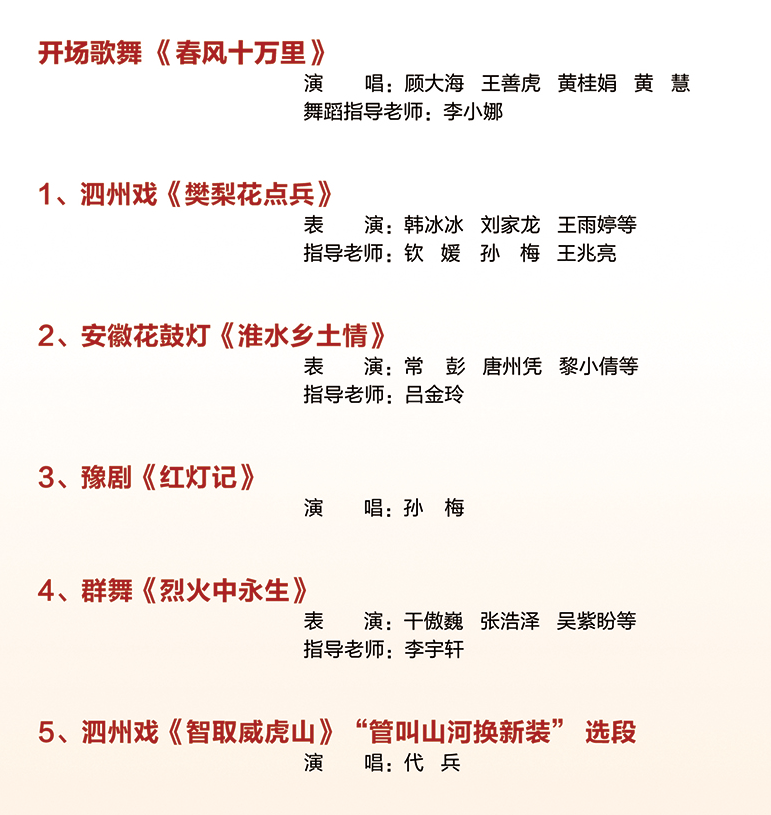 开场歌舞《春风十万里》
演　　唱：顾大海　王善虎　黄桂娟　黄　慧
舞蹈指导老师：李小娜
1、泗州戏《樊梨花点兵》
表　　演：韩冰冰　刘家龙　王雨婷等
指导老师：钦　媛　孙　梅　王兆亮
2、安徽花鼓灯《淮水乡土情》
表　　演：常　彭　唐州凭　黎小倩等
指导老师：吕金玲
3、豫剧《红灯记》
演　　唱：孙　梅
4、群舞《烈火中永生》
表　　演：干傲巍　张浩泽　吴紫盼等
指导老师：李宇轩
5、泗州戏《智取威虎山》“管叫山河换新装” 选段
演　　唱：代　兵